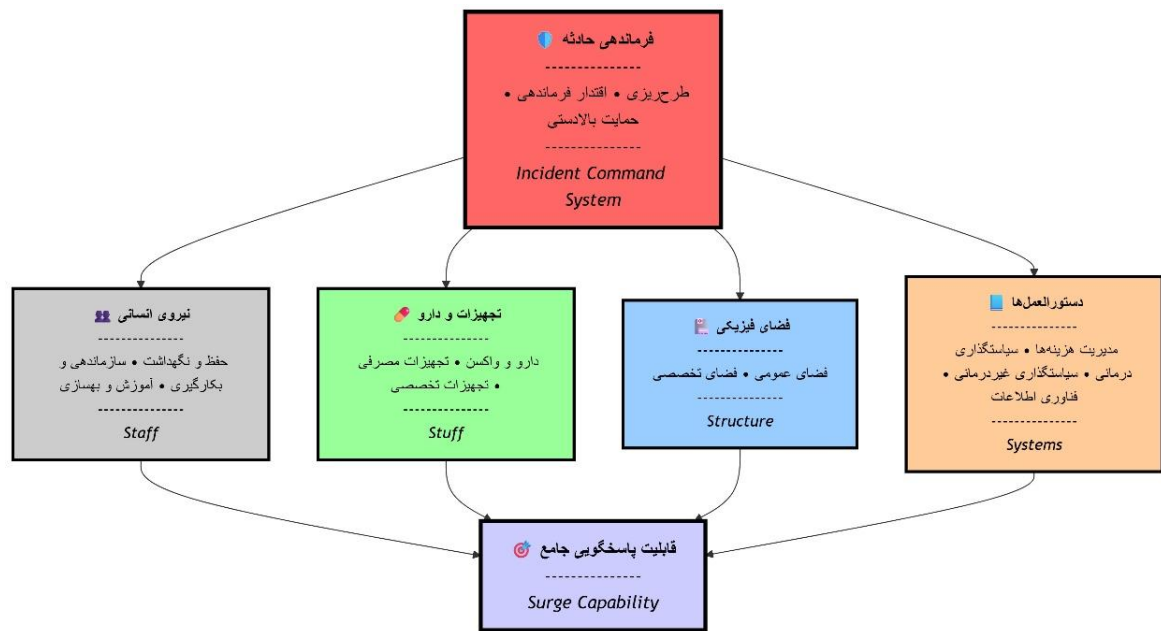 فرماندهی حادثه
---------------
طرح‌ریزی • اقتدار فرماندهی •
حمایت بالادستی
---------------
Incident Command
System
نیروی انسانی
---------------
حفظ و نگهداشت • سازماندهی و
بکارگیری • آموزش و بهسازی
---------------
Staff
تجهیزات و دارو
---------------
دارو و واکسن • تجهیزات مصرفی
• تجهیزات تخصصی
---------------
Stuff
فضای فیزیکی
---------------
فضای عمومی • فضای تخصصی
---------------
Structure
دستورالعمل‌ها
---------------
مدیریت هزینه‌ها • سیاستگذاری
درمانی • سیاستگذاری غیردرمانی •
فناوری اطلاعات
---------------
Systems
قابلیت پاسخگویی جامع
---------------
Surge Capability